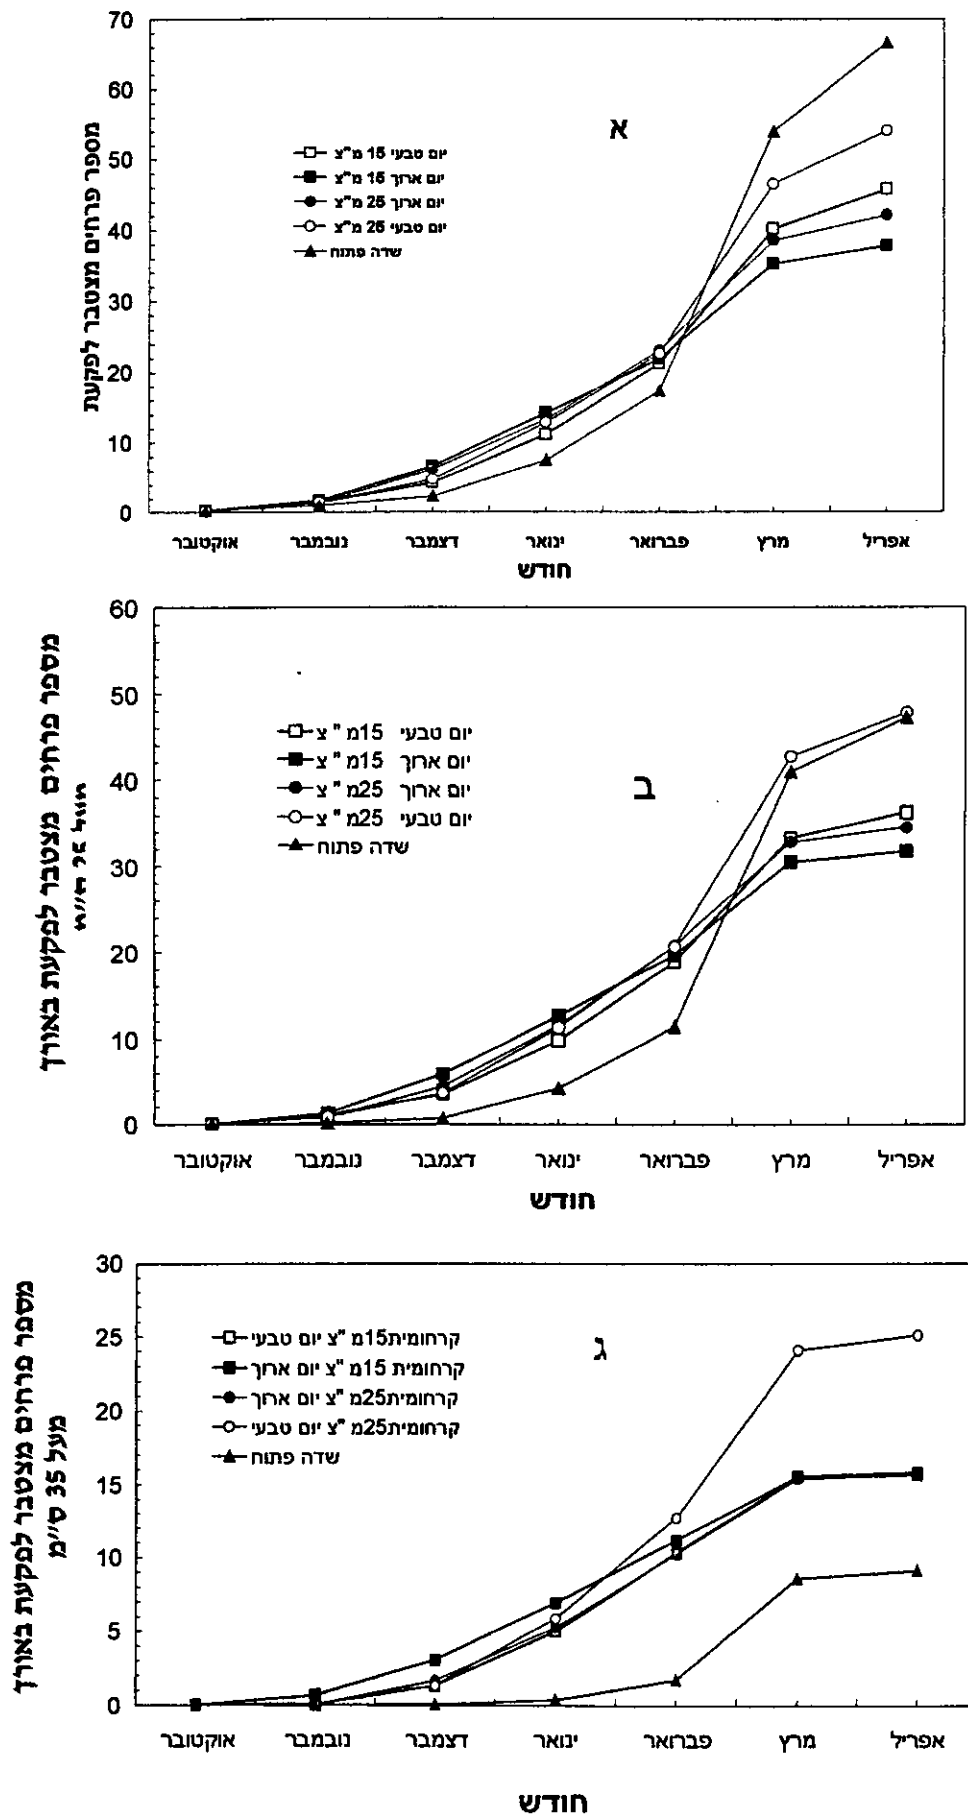 מספר פרחים מצטבר לפקעת
70
60
50
40
30
20
10
0
א
יום טבעי 15 מ"צ
יום ארוך 15 מ"צ
יום ארוך 25 מ"צ
יום טבעי 25 מ"צ
שדה פתוח
אוקטובר נובמבר דצמבר ינואר פברואר מרץ אפריל
חודש
מספר פרחים מצטבר לפקעת באורך
60
50
40
30
20
10
0
ב
יום טבעי 15מ"צ
יום ארוך 15מ"צ
יום ארוך 25מ"צ
יום טבעי 25מ"צ
שדה פתוח
אוקטובר נובמבר דצמבר ינואר פברואר מרץ אפריל
חודש
מספר פרחים מצטבר לפקעת באורך
מעל 35 ס״מ
30
25
20
15
10
5
0
ג
קרחומית15מ"צ יום טבעי
קרחומית 15מ"צ יום ארוך
קרחומית25מ"צ יום ארוך
קרחומית25מ"צ יום טבעי
שדה פתוח
אוקטובר נובמבר דצמבר ינואר פברואר מרץ אפריל
חודש